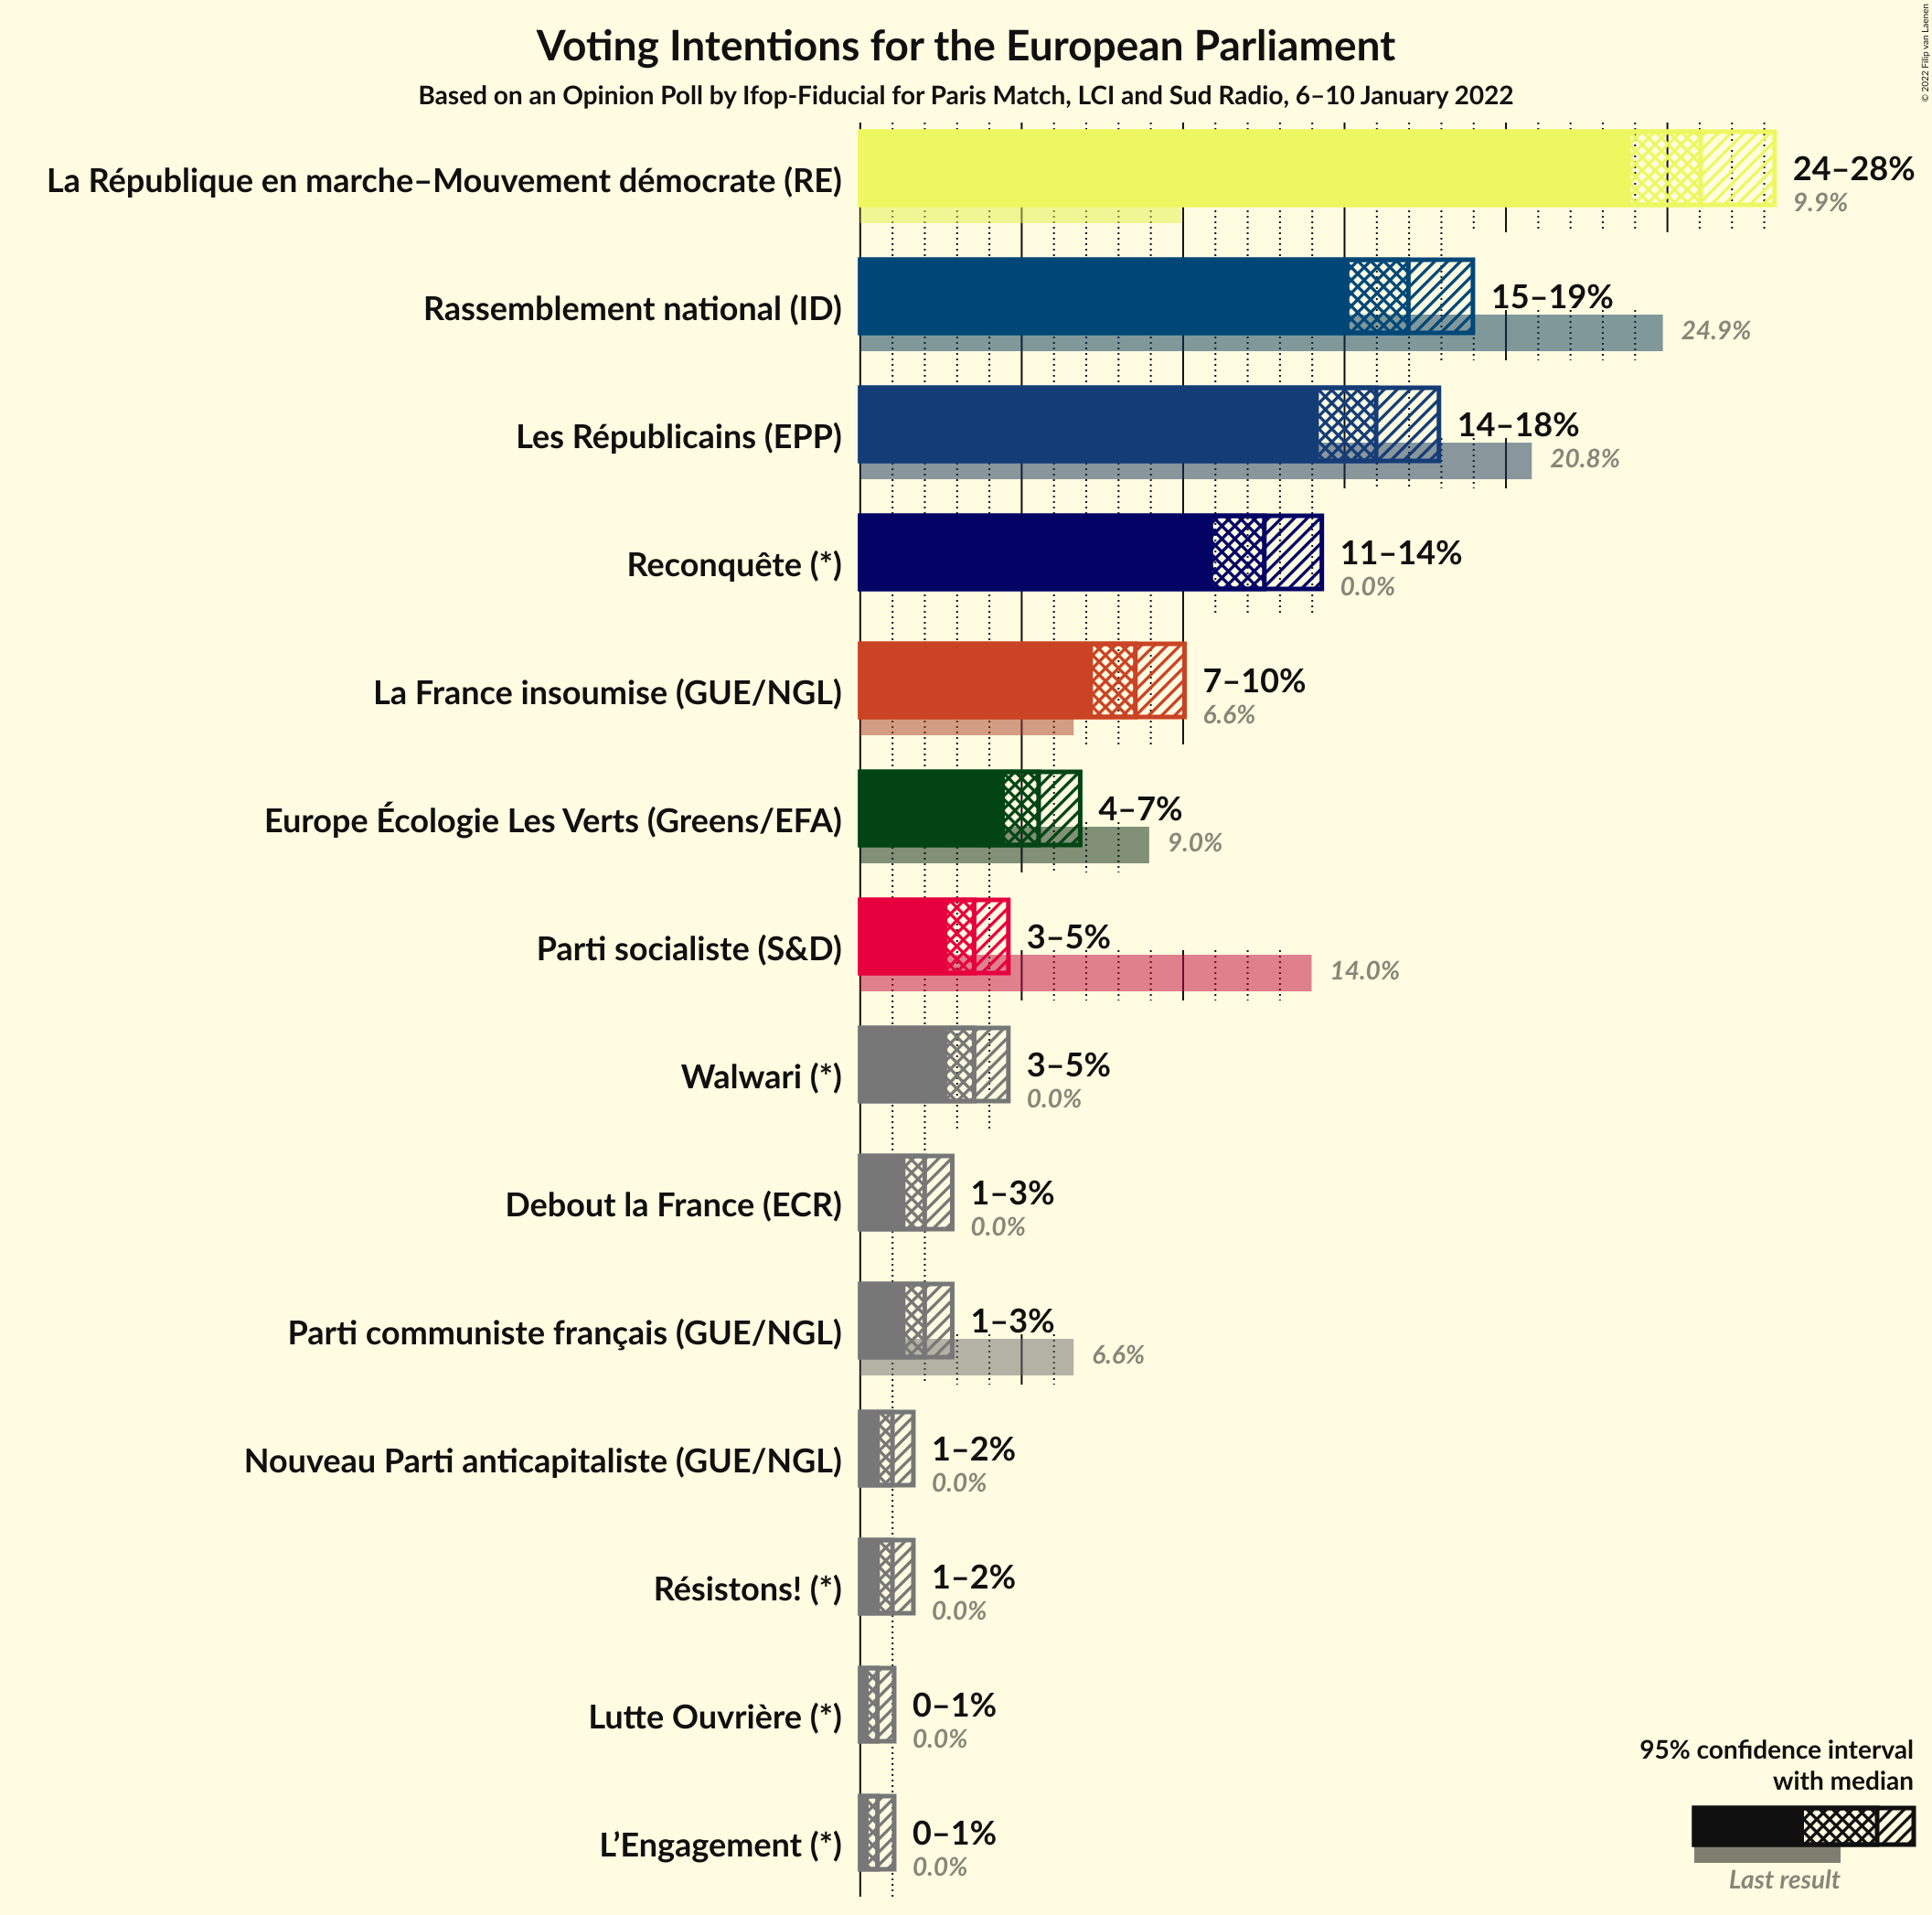 Voting Intentions for the European Parliament
Based on an Opinion Poll by Ifop-Fiducial for Paris Match, LCI and Sud Radio, 6–10 January 2022
© 2022 Filip van Laenen
La République en marche–Mouvement démocrate (RE)
24–28%
9.9%
Rassemblement national (ID)
15–19%
24.9%
Les Républicains (EPP)
14–18%
20.8%
Reconquête (*)
11–14%
0.0%
La France insoumise (GUE/NGL)
7–10%
6.6%
Europe Écologie Les Verts (Greens/EFA)
4–7%
9.0%
Parti socialiste (S&D)
3–5%
14.0%
Walwari (*)
3–5%
0.0%
Debout la France (ECR)
1–3%
0.0%
Parti communiste français (GUE/NGL)
1–3%
6.6%
Nouveau Parti anticapitaliste (GUE/NGL)
1–2%
0.0%
Résistons! (*)
1–2%
0.0%
Lutte Ouvrière (*)
0–1%
0.0%
L’Engagement (*)
0–1%
0.0%
95% confidence interval
with median
Last result